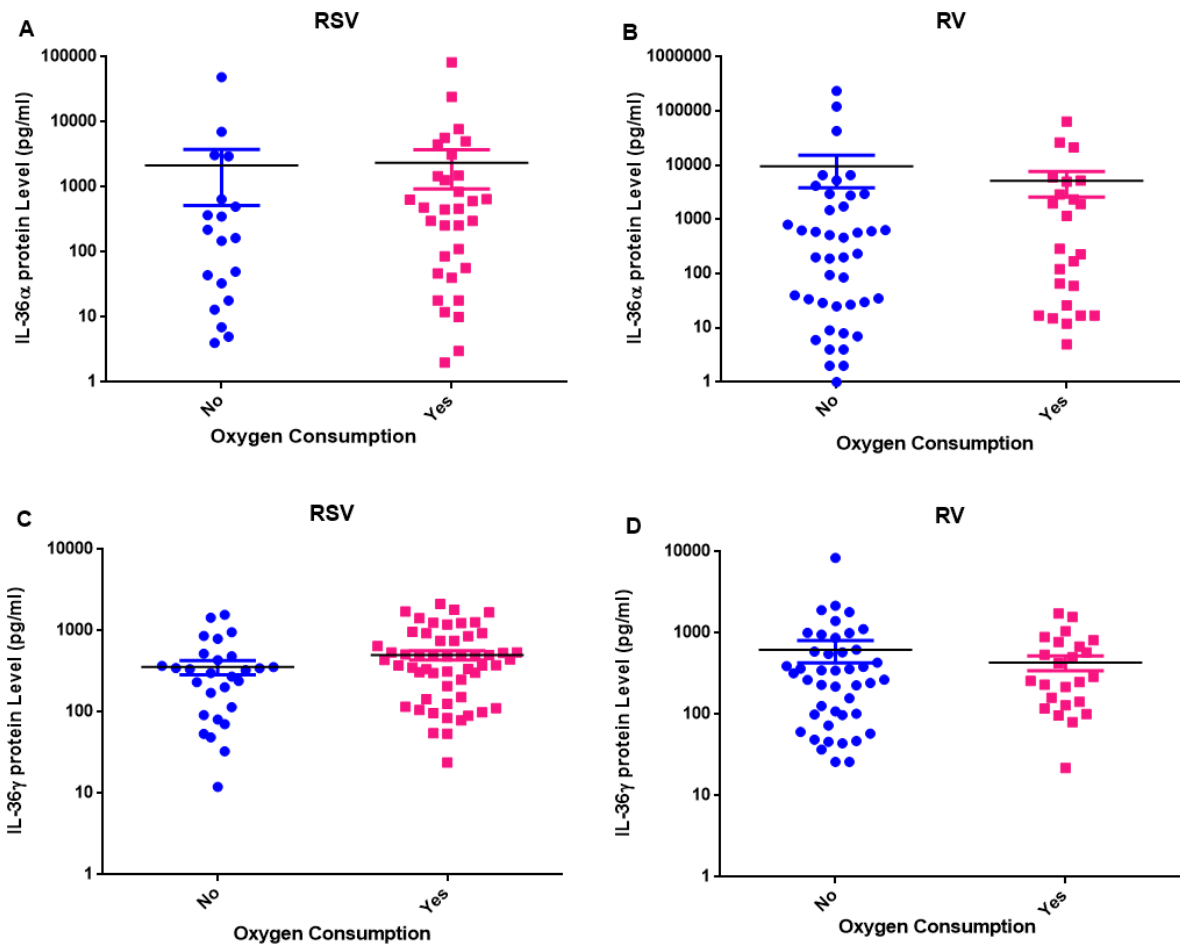 A
RSV
IL-36α protein Level (pg/ml)
100000
10000
1000
100
10
1
No
Yes
Oxygen Consumption
B
RV
IL-36α protein Level (pg/ml)
1000000
100000
10000
1000
100
10
1
No
Yes
Oxygen Consumption
C
RSV
IL-36γ protein Level (pg/ml)
10000
1000
100
10
1
No
Yes
Oxygen Consumption
D
RV
IL-36γ protein Level (pg/ml)
10000
1000
100
10
1
No
Yes
Oxygen Consumption